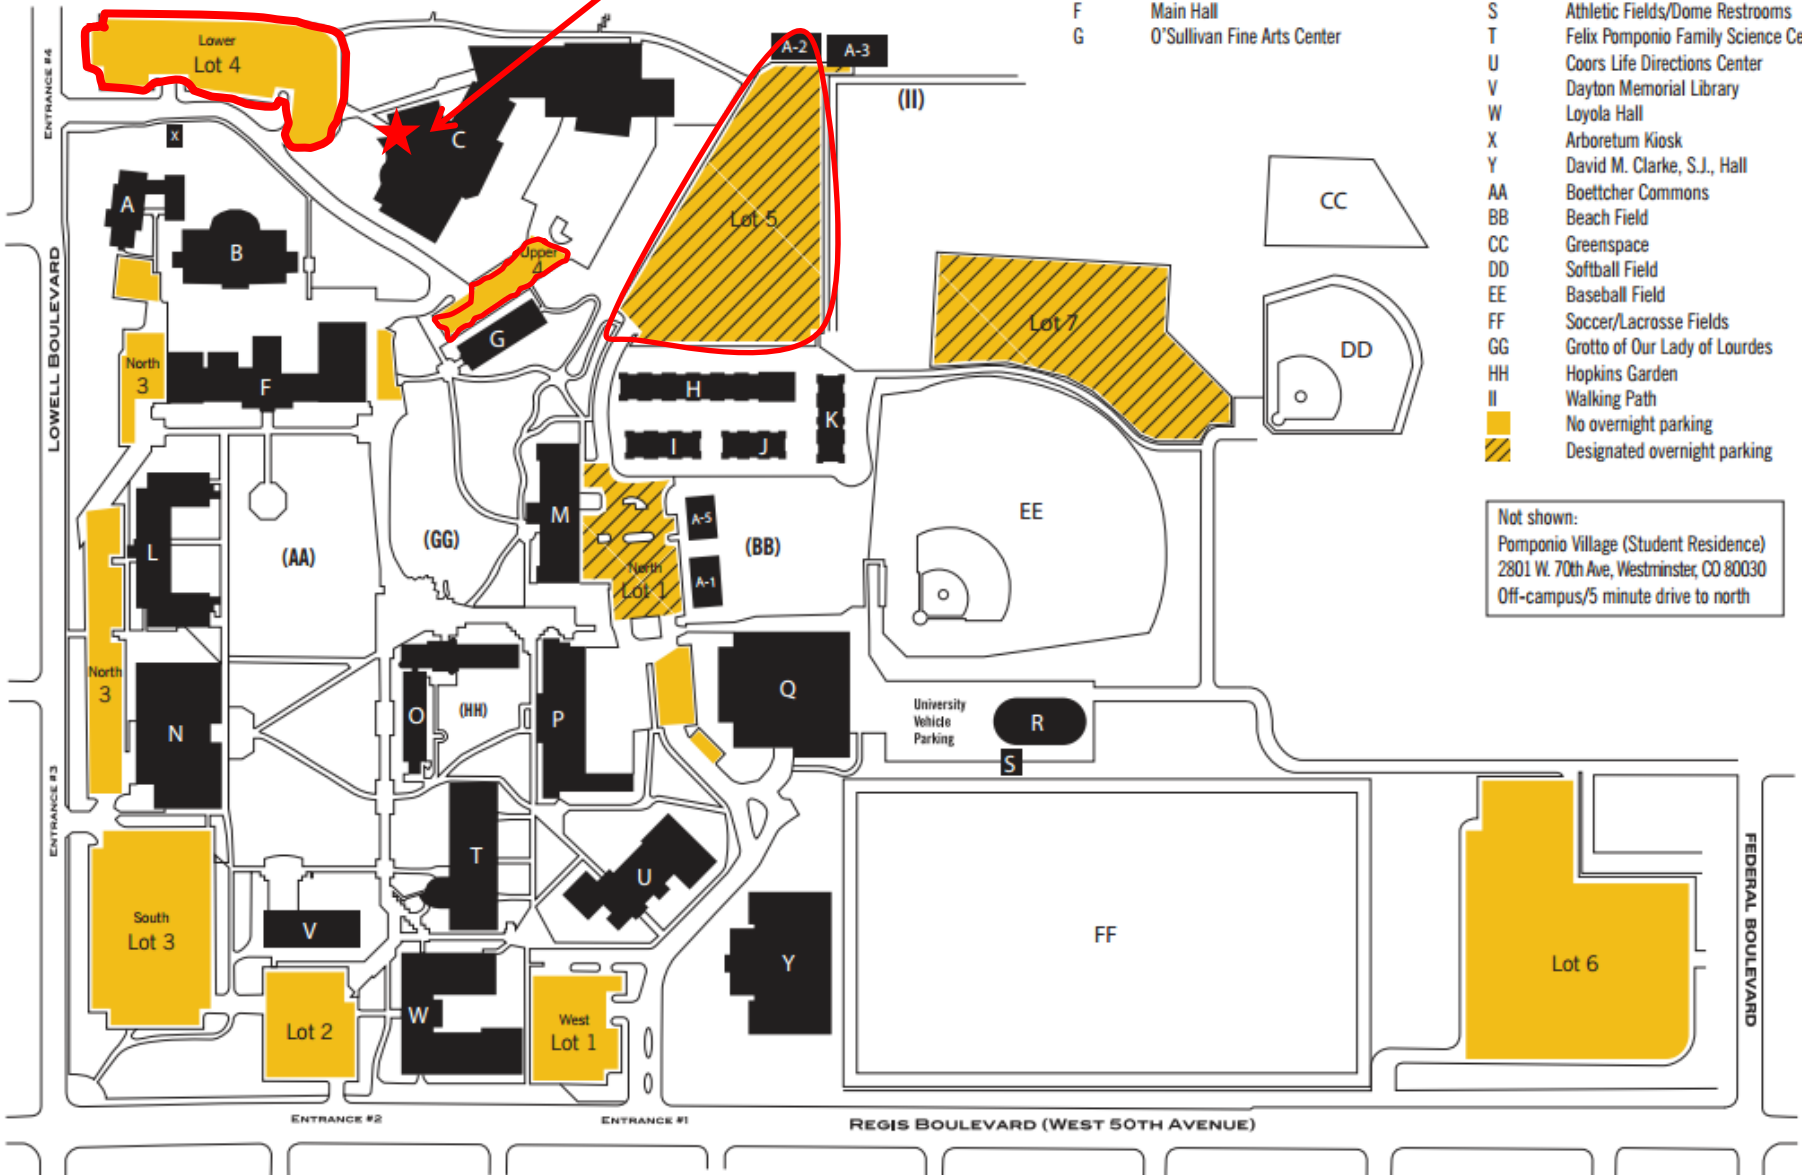 F Main Hall
G O'Sullivan Fine Arts Center
S Athletic Fields/Dome Restrooms
T Felix Pomponio Family Science Ce
U Coors Life Directions Center
V Dayton Memorial Library
W Loyola Hall
X Arboretum Kiosk
Y David M. Clarke, S.J., Hall
AA Boettcher Commons
BB Beach Field
CC Greenspace
DD Softball Field
EE Baseball Field
FF Soccer/Lacrosse Fields
GG Grotto of Our Lady of Lourdes
HH Hopkins Garden
II Walking Path
No overnight parking
Designated overnight parking
Not shown:
Pomponio Village (Student Residence)
2801 W. 70th Ave, Westminster, CO 80030
Off-campus/5 minute drive to north
ENTRANCE #4
Lower
Lot 4
A-2
A-3
(II)
X
C
A
B
Lot 5
CC
Upper
4
LOWELL BOULEVARD
G
Lot 7
DD
North
3
F
H
K
I
J
L
(AA)
(GG)
M
A-5
(BB)
EE
North
Lot 1
A-1
North
3
N
O
(HH)
P
Q
University
Vehicle
Parking
R
S
ENTRANCE #3
T
U
FEDERAL BOULEVARD
South
Lot 3
V
Y
FF
Lot 6
Lot 2
W
West
Lot 1
ENTRANCE #2
ENTRANCE #1
REGIS BOULEVARD (WEST 50TH AVENUE)